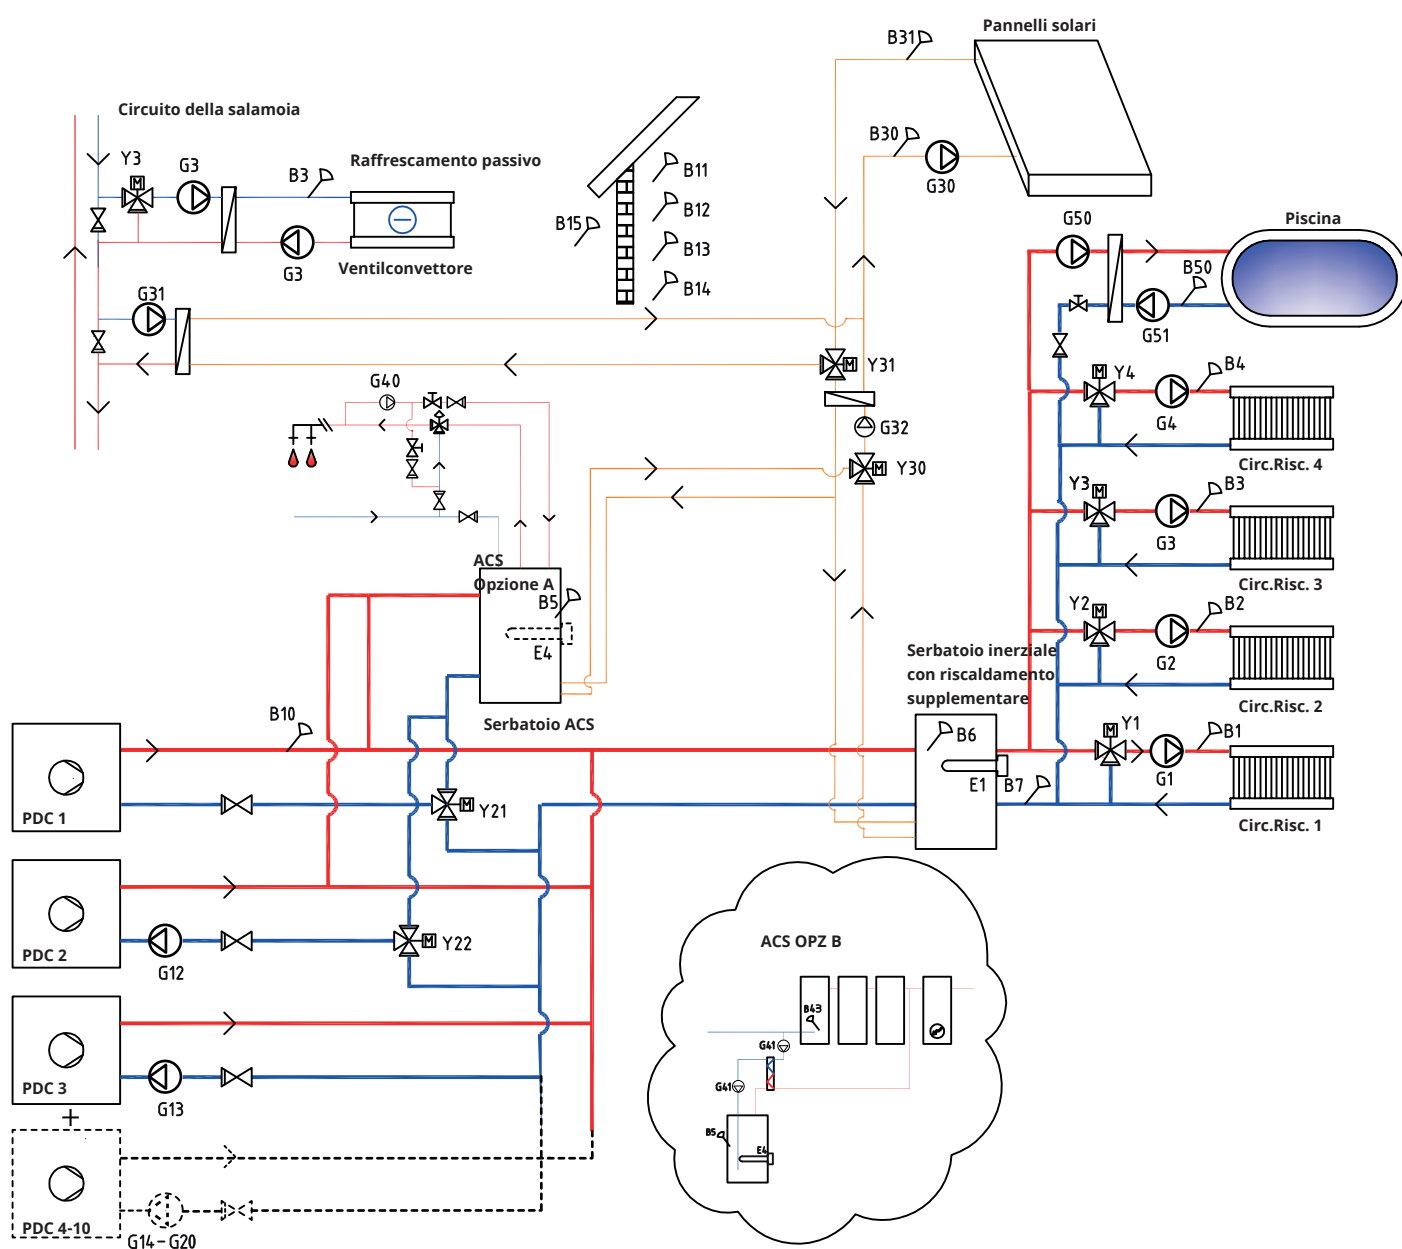 Pannelli solari
B31
Circuito della salamoia
B30
G30
Y3
G3
B3
Raffrescamento passivo
B11
B12
B15
B13
B14
G3
Ventilconvettore
G50
Piscina
B50
G51
G31
Y31
G40
G32
Y30
Y4
B4
G4
Circ.Risc. 4
Y3
B3
G3
Circ.Risc. 3
ACS
Opzione A
B5
E4
Serbatoio ACS
Y2
B2
G2
Circ.Risc. 2
Serbatoio inerziale
con riscaldamento
supplementare
B6
E1
B7
Y1
B1
G1
Circ.Risc. 1
B10
PDC 1
Y21
PDC 2
G12
Y22
PDC 3
G13
+
PDC 4-10
G14-G20
ACS OPZ B
B43
G41
G41
B5
E4
M
M
M
M
M
M
M
M
M